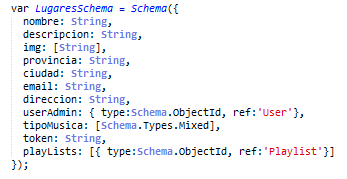 var LugaresSchema = Schema({
  nombre: String,
  descripcion: String,
  img: [String],
  provincia: String,
  ciudad: String,
  email: String,
  direccion: String,
  userAdmin: { type:Schema.ObjectId, ref:'User'},
  tipoMusica: [Schema.Types.Mixed],
  token: String,
  playLists: [{ type:Schema.ObjectId, ref:'Playlist'}]
});